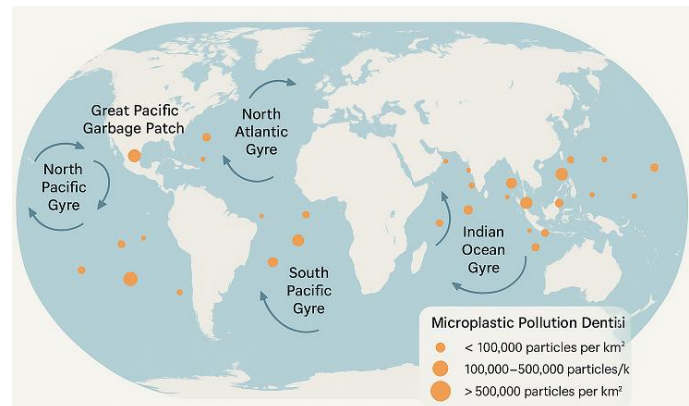 Great Pacific
Garbage Patch
North
Atlantic
Gyre
North
Pacific
Gyre
Indian
Ocean
Gyre
South
Pacific
Gyre
Microplastic Pollution Dentisi
< 100,000 particles per km²
100,000–500,000 particles/k
> 500,000 particles per km²